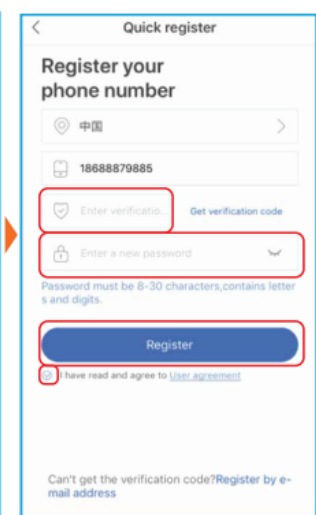 Quick register
Register your
phone number
中国
18688879885
Enter verificatio... Get verification code
Enter a new password
Password must be 8-30 characters,contains letter
s and digits.
Register
I have read and agree to User agreement
Can't get the verification code?Register by e-
mail address